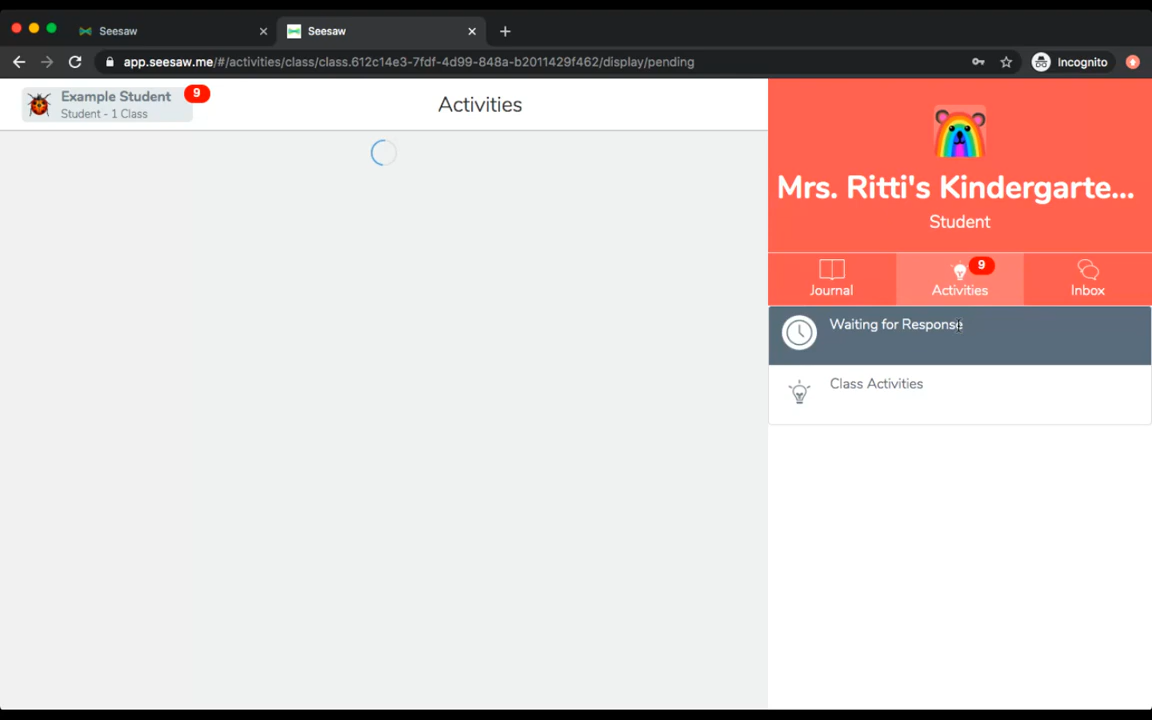 Seesaw
Seesaw
app.seesaw.me/#/activities/class/class.612c14e3-7fdf-4d99-848a-b2011429f462/display/pending
Incognito
Example Student
9
Student - 1 Class
Activities
Mrs. Ritti's Kindergarte...
Student
9
Journal
Activities
Inbox
Waiting for Response
Class Activities